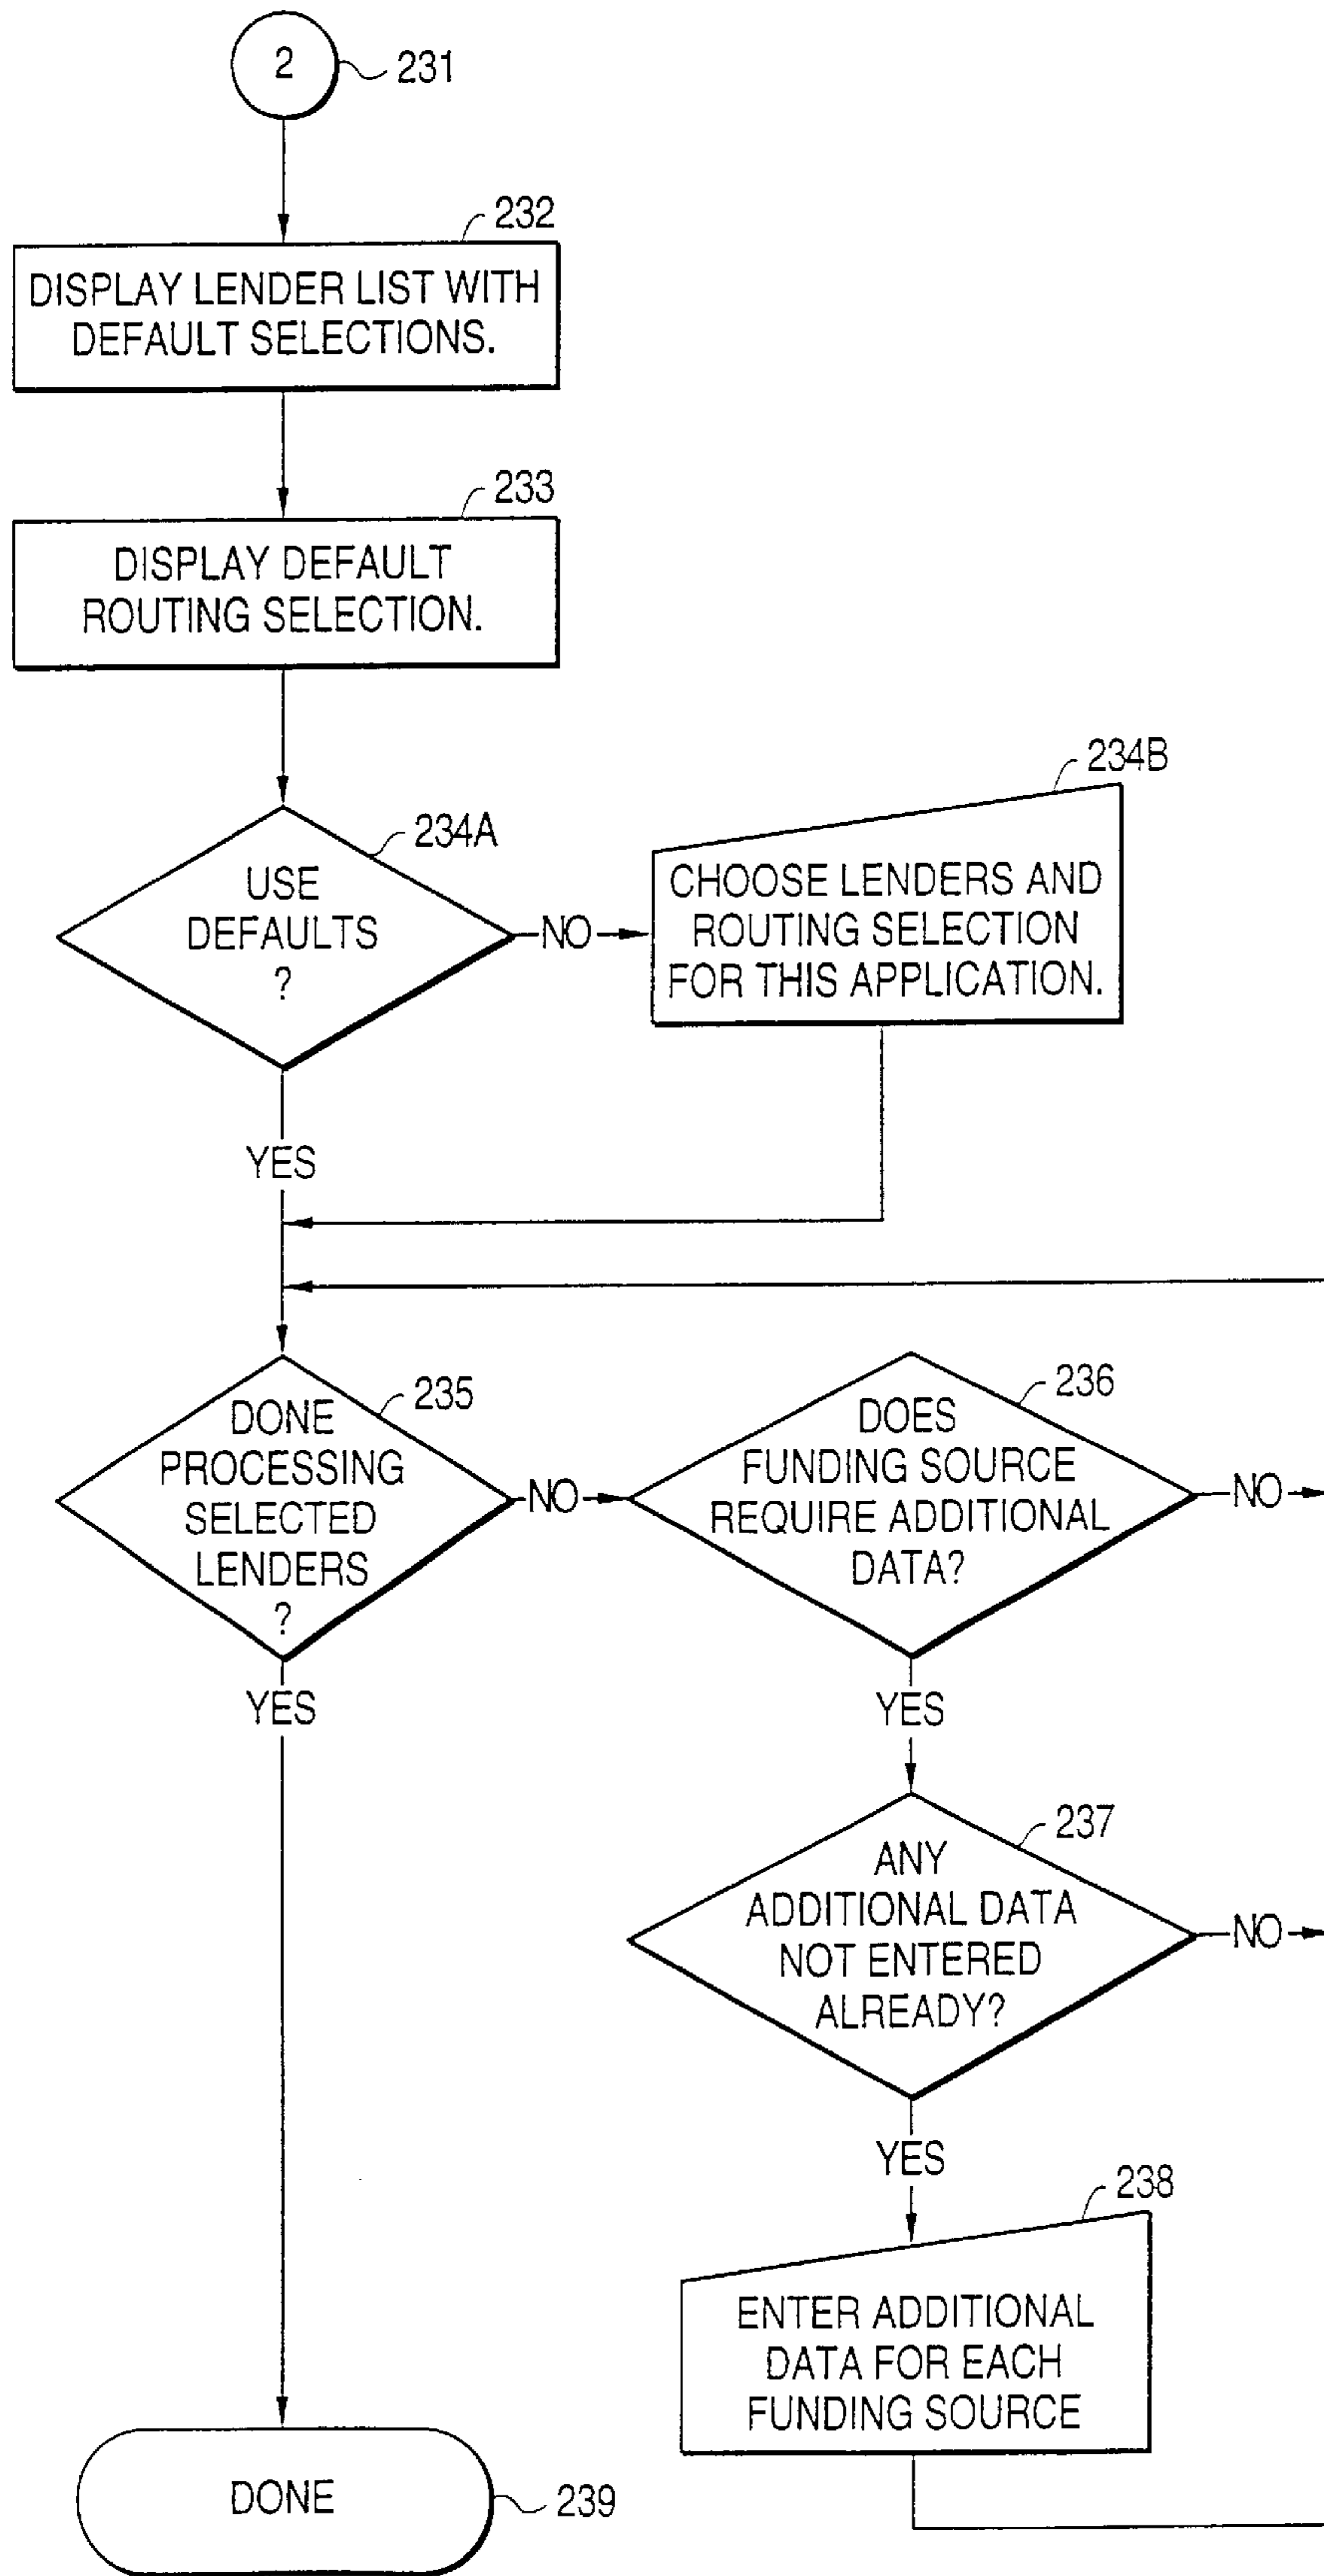 2
231
232
DISPLAY LENDER LIST WITH
DEFAULT SELECTIONS.
233
DISPLAY DEFAULT
ROUTING SELECTION.
234A
USE
DEFAULTS
?
NO
234B
CHOOSE LENDERS AND
ROUTING SELECTION
FOR THIS APPLICATION.
YES
235
DONE
PROCESSING
SELECTED
LENDERS
?
NO
236
DOES
FUNDING SOURCE
REQUIRE ADDITIONAL
DATA?
NO
YES
YES
237
ANY
ADDITIONAL DATA
NOT ENTERED
ALREADY?
NO
YES
238
ENTER ADDITIONAL
DATA FOR EACH
FUNDING SOURCE
DONE
239